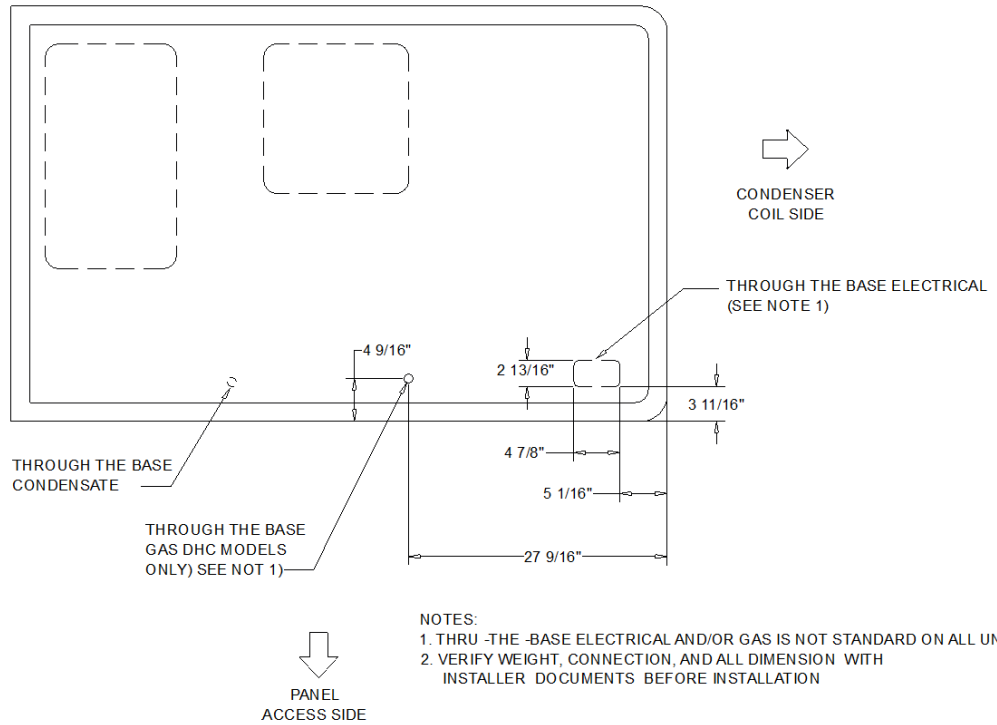 CONDENSER
COIL SIDE
THROUGH THE BASE ELECTRICAL
(SEE NOTE 1)
4 9/16"
2 13/16"
3 11/16"
4 7/8"
5 1/16"
27 9/16"
THROUGH THE BASE
CONDENSATE
THROUGH THE BASE
GAS DHC MODELS
ONLY) SEE NOT 1)
NOTES:
1. THRU -THE -BASE ELECTRICAL AND/OR GAS IS NOT STANDARD ON ALL UN
2. VERIFY WEIGHT, CONNECTION, AND ALL DIMENSION WITH
INSTALLER DOCUMENTS BEFORE INSTALLATION
PANEL
ACCESS SIDE